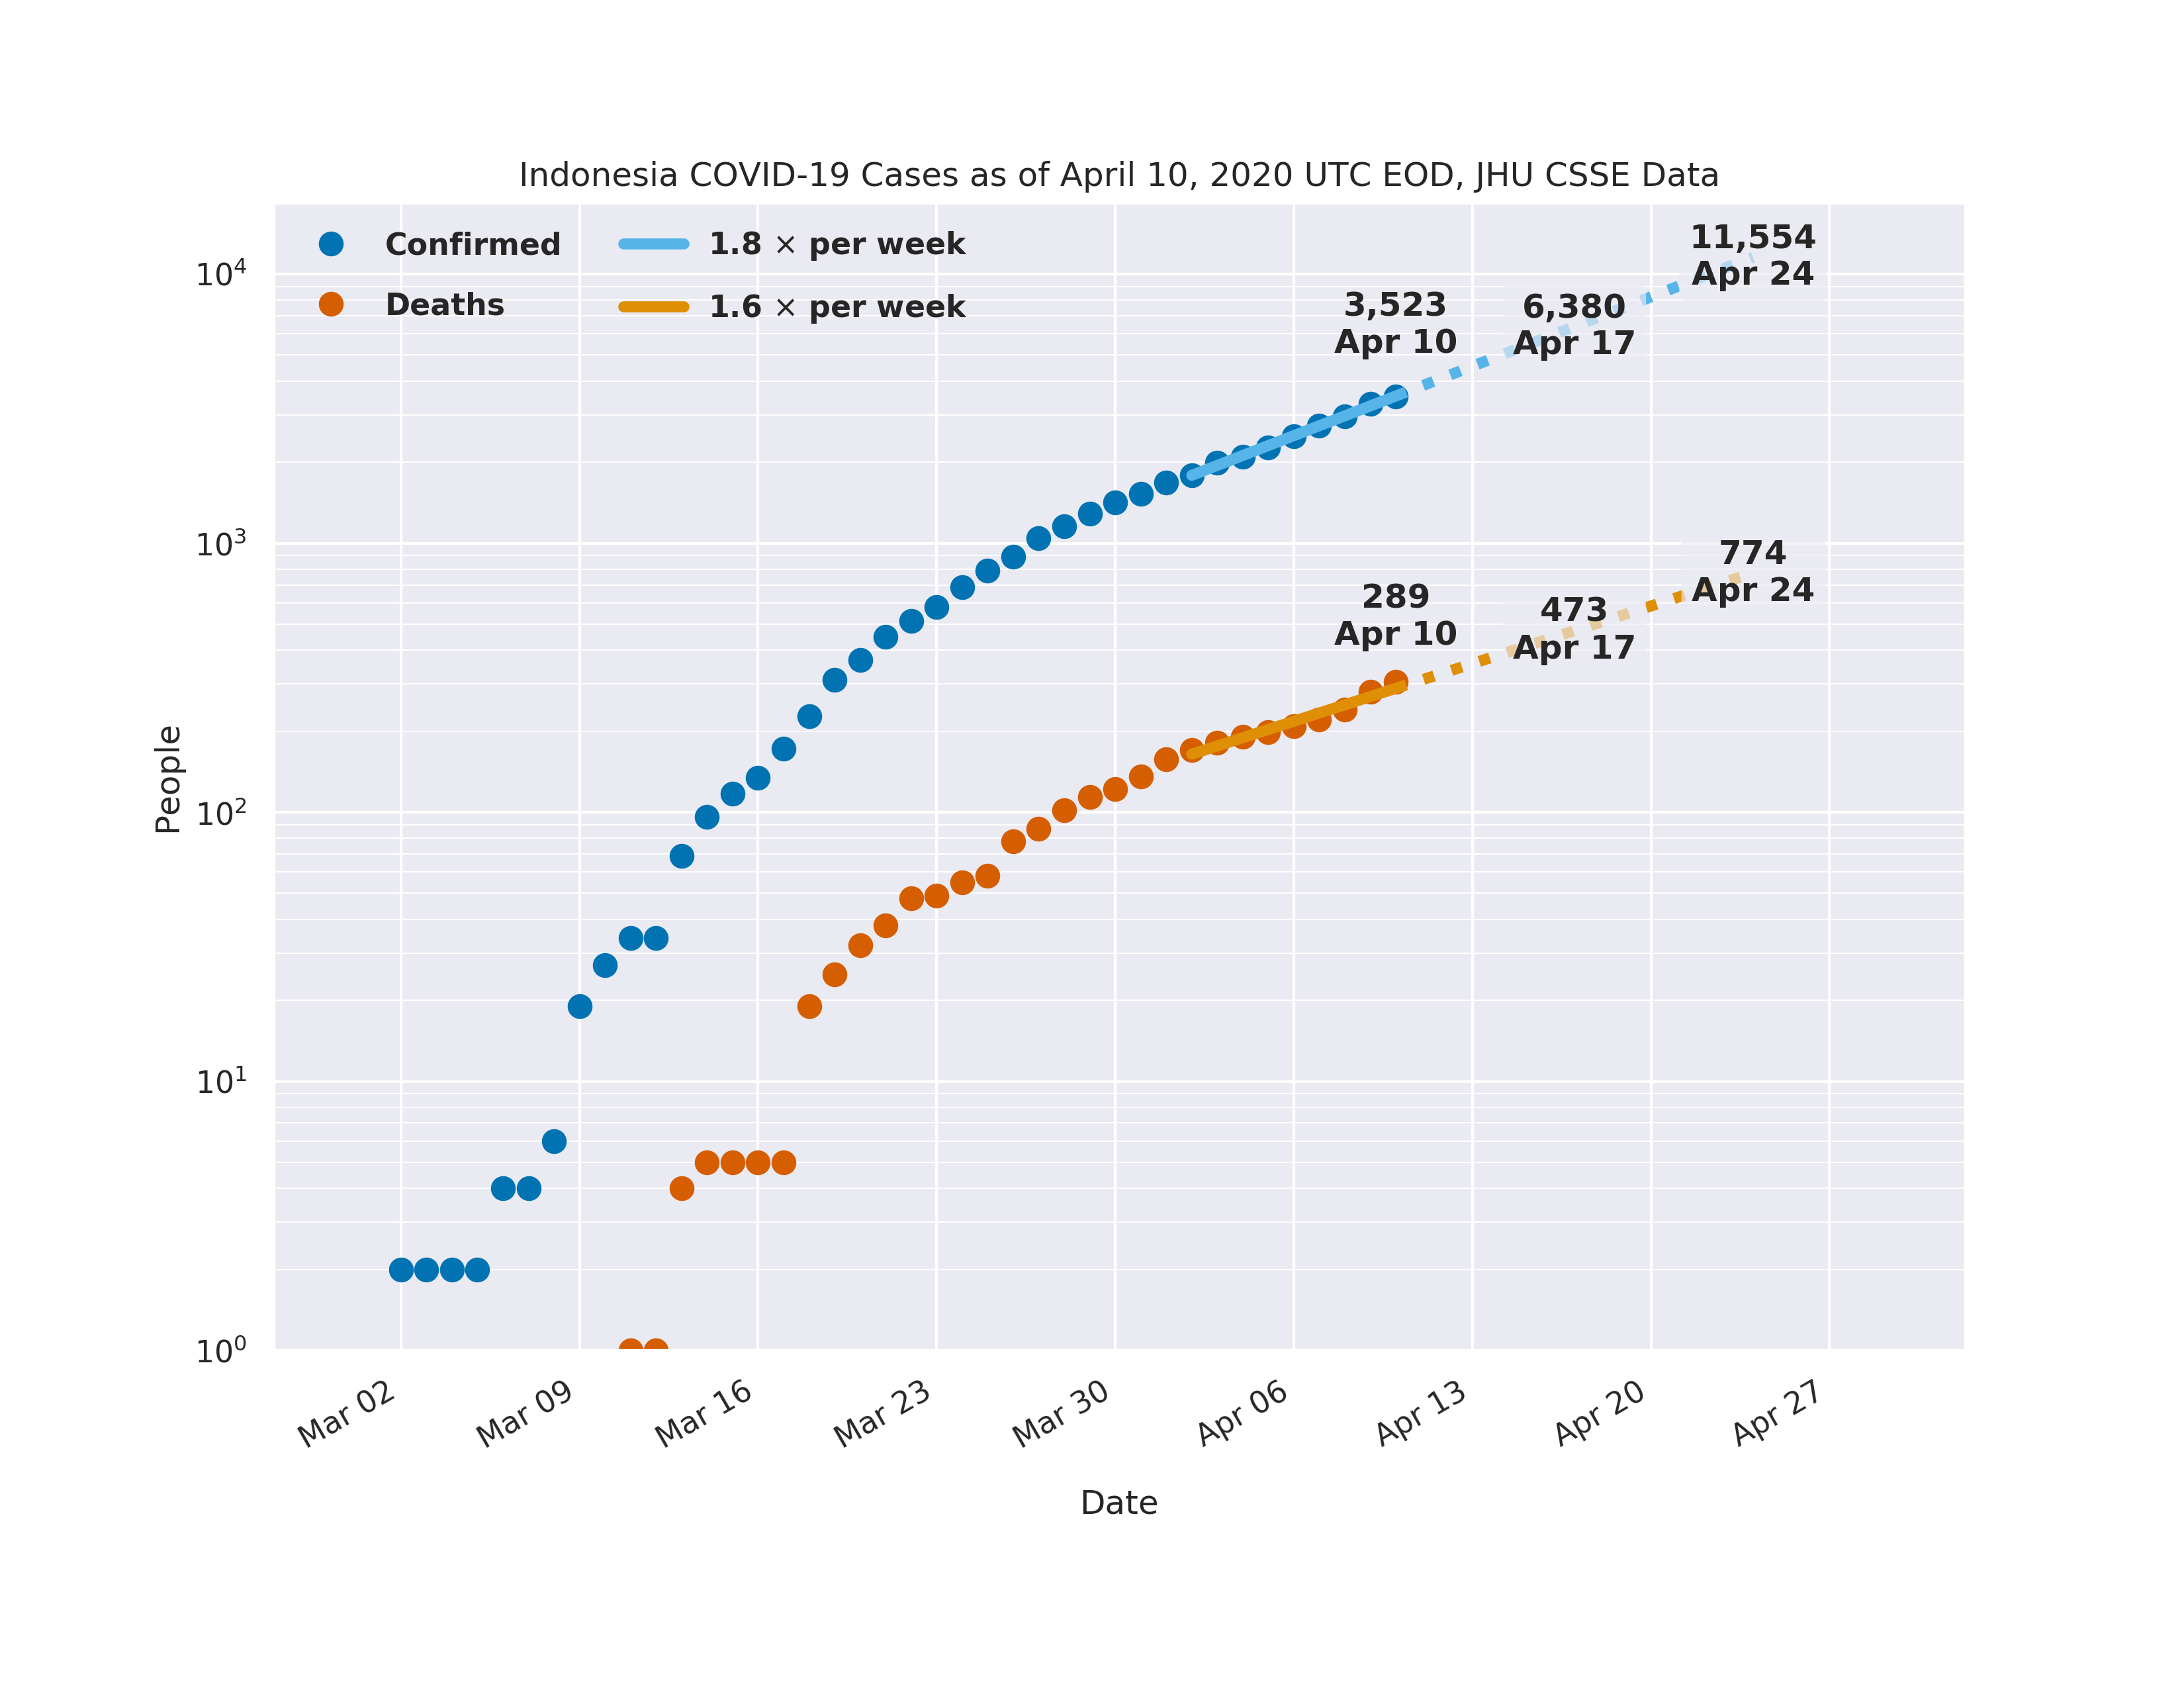 Indonesia COVID-19 Cases as of April 10, 2020 UTC EOD, JHU CSSE Data
Confirmed
Deaths
1.8 × per week
1.6 × per week
3,523
Apr 10
6,380
Apr 17
11,554
Apr 24
289
Apr 10
473
Apr 17
774
Apr 24
People
10⁴
10³
10²
10¹
10⁰
Mar 02
Mar 09
Mar 16
Mar 23
Mar 30
Apr 06
Apr 13
Apr 20
Apr 27
Date